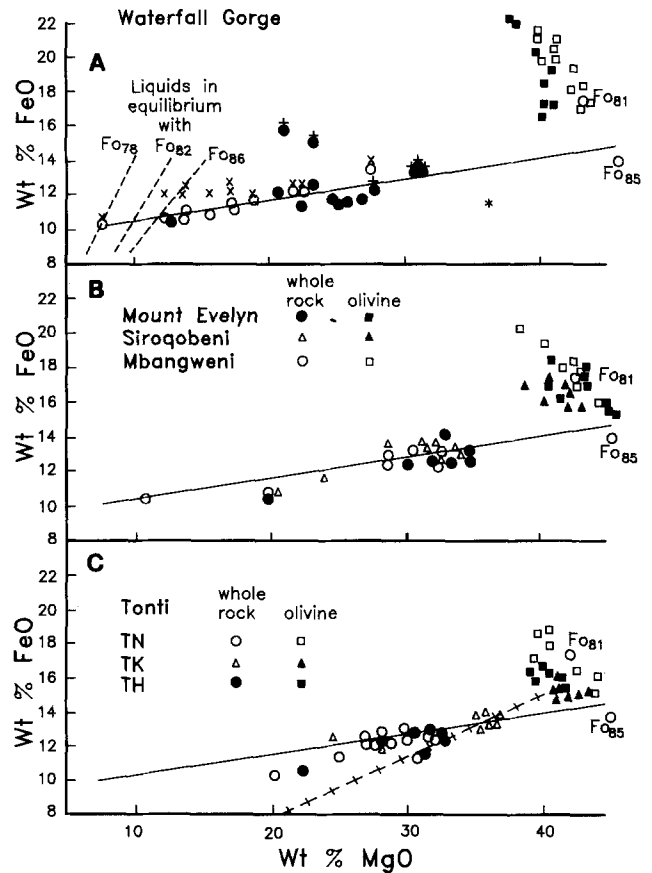 Waterfall Gorge
A
Liquids in
equilibrium
with
Fo78
Fo82
Fo86
Fo81
Fo85
22
20
18
16
14
12
10
8
Wt % FeO
B
whole
rock
olivine
Mount Evelyn
Siroqobeni
Mbangweni
Fo81
Fo85
22
20
18
16
14
12
10
8
Wt % FeO
C
Tonti
whole
rock
olivine
TN
TK
TH
Fo81
Fo85
22
20
18
16
14
12
10
8
Wt % FeO
10 20 30 40
Wt % MgO